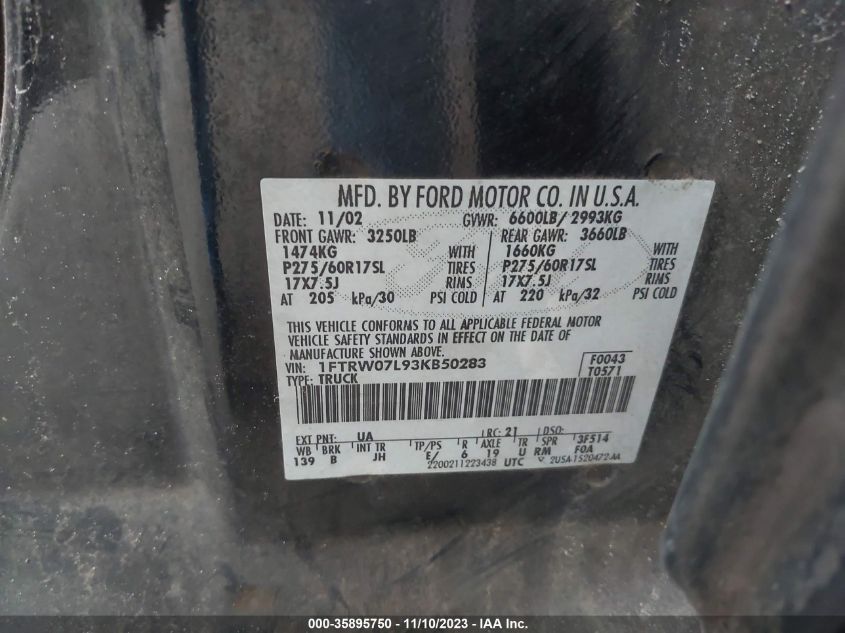 MFD. BY FORD MOTOR CO. IN U.S.A.
DATE: 11/02 GVWR: 6600LB/2993KG
FRONT GAWR: 3250LB REAR GAWR: 3660LB
1474KG WITH 1660KG WITH
P275/60R17SL TIRES P275/60R17SL TIRES
17X7.5J RIMS 17X7.5J RIMS
AT 205 kPa/30 PSI COLD AT 220 kPa/32 PSI COLD
THIS VEHICLE CONFORMS TO ALL APPLICABLE FEDERAL MOTOR
VEHICLE SAFETY STANDARDS IN EFFECT ON THE DATE OF
MANUFACTURE SHOWN ABOVE.
VIN: 1FTRW07L93KB50283 F0043
TYPE: TRUCK T0571
EXT PNT: UA RC: 21 DSO:
WB BRK INT TR TP/PS R AXLE TR SPR 3F514
139 B JH E/ 6 19 U RM F0A
2200211223438 UTC 2USA-1520472-AA
000-35895750 - 11/10/2023 - IAA Inc.